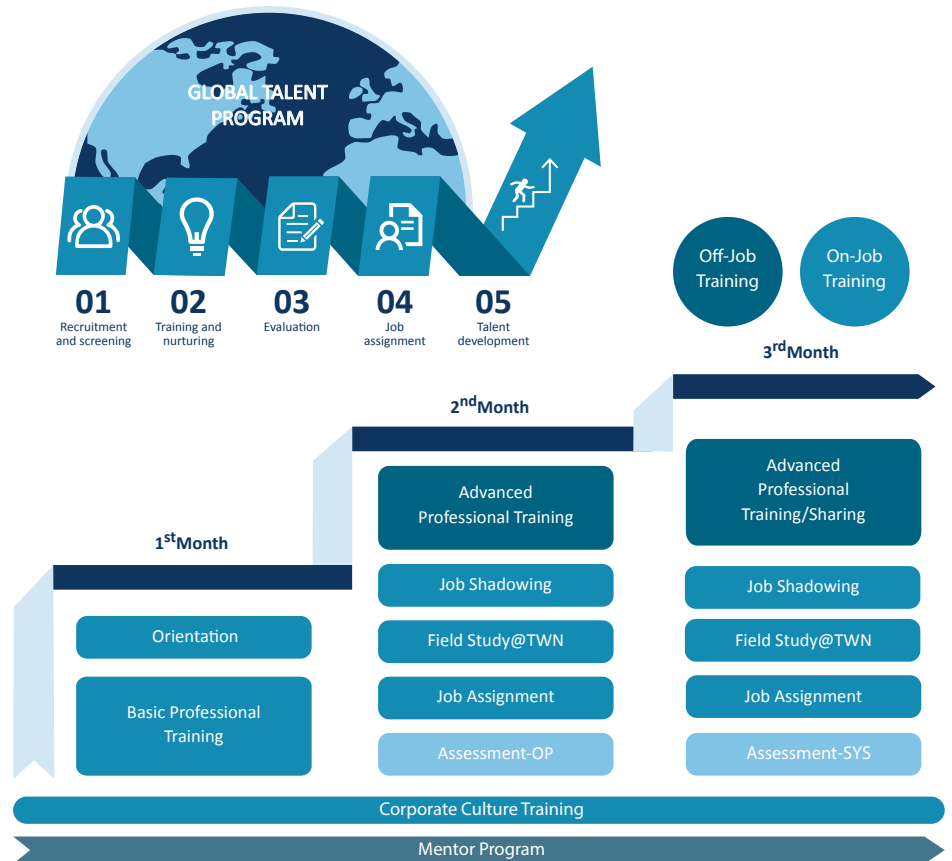 GLOBAL TALENT
PROGRAM
01
Recruitment
and screening
02
Training and
nurturing
03
Evaluation
04
Job
assignment
05
Talent
development
Off-Job
Training
On-Job
Training
1stMonth
Orientation
Basic Professional
Training
2ndMonth
Advanced
Professional Training
Job Shadowing
Field Study@TWN
Job Assignment
Assessment-OP
3rdMonth
Advanced
Professional
Training/Sharing
Job Shadowing
Field Study@TWN
Job Assignment
Assessment-SYS
Corporate Culture Training
Mentor Program